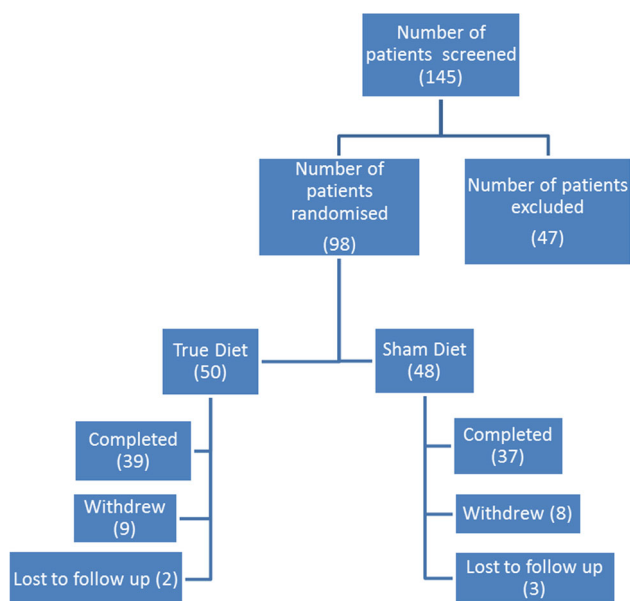 Number of
patients screened
(145)
Number of
patients
randomised
(98)
Number of patients
excluded
(47)
True Diet
(50)
Sham Diet
(48)
Completed
(39)
Withdrew
(9)
Lost to follow up (2)
Completed
(37)
Withdrew (8)
Lost to follow up
(3)